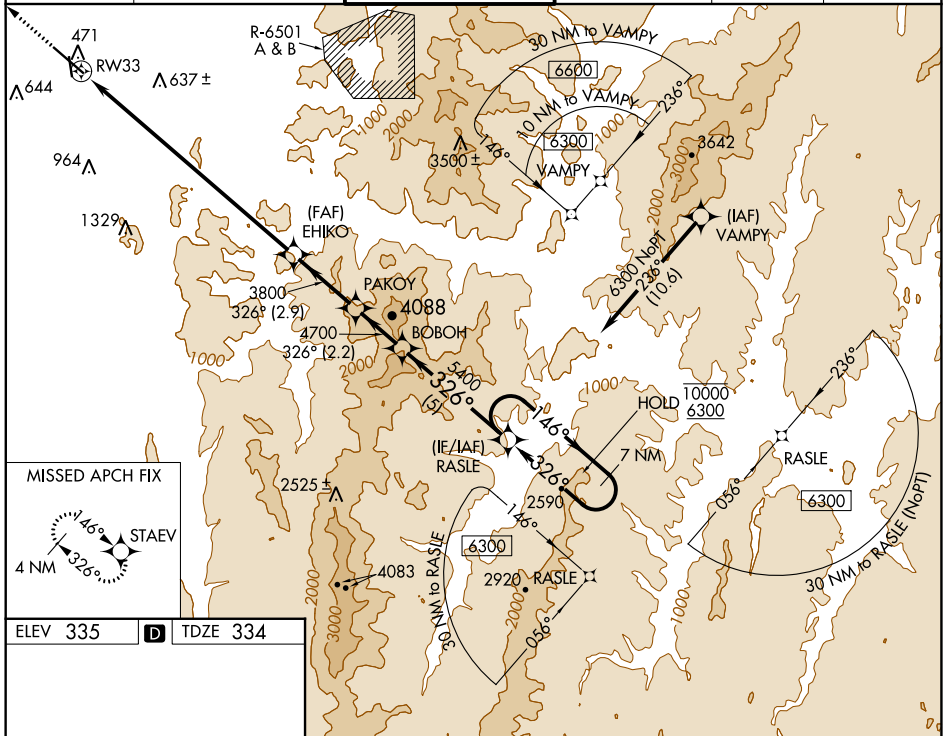 471
RW33
644
637 ±
R-6501
A & B
1000
2000
30 NM to VAMPY
6600
10 NM to VAMPY
236°
6300
1000
146°
VAMPY
3500 ±
3642
3000
2000
964
1329
(FAF)
EHIKO
(IAF)
VAMPY
6300 NoPT
236°
(10.6)
3800
326° (2.9)
PAKOY
4088
4700
326° (2.2)
BOBOH
2000
1000
5400
326°
(5)
1000
HOLD
10000
6300
146°
7 NM
(IE/IAF)
RASLE
326°
2590
236°
RASLE
056°
6300
30 NM to RASLE (NoPT)
1000
MISSED APCH FIX
146°
STAEV
326°
4 NM
2525 ±
4083
2000
3000
146°
6300
2920
RASLE
2000
056°
30 NM to RASLE
ELEV 335
D
TDZE 334